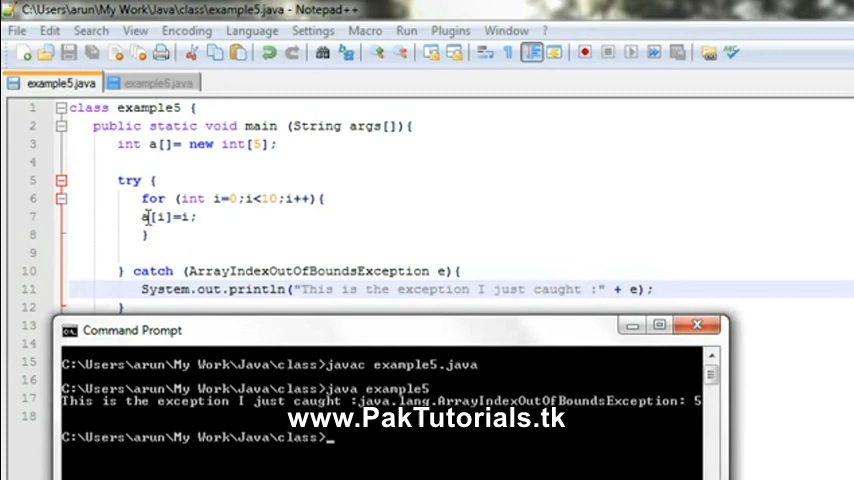 C:\Users\arun\My Work\Java\class\example5.java - Notepad++
File Edit Search View Encoding Language Settings Macro Run Plugins Window ?
example5.java example6.java
1 class example5 {
2 public static void main (String args[]){
3 int a[]= new int[5];
4
5 try {
6 for (int i=0;i<10;i++){
7 a[i]=i;
8 }
9
10 } catch (ArrayIndexOutOfBoundsException e){
11 System.out.println("This is the exception I just caught :" + e);
12 }
13
14
15
16
17
18
Command Prompt
C:\Users\arun\My Work\Java\class>javac example5.java
C:\Users\arun\My Work\Java\class>java example5
This is the exception I just caught :java.lang.ArrayIndexOutOfBoundsException: 5
www.PakTutorials.tk
C:\Users\arun\My Work\Java\class>_